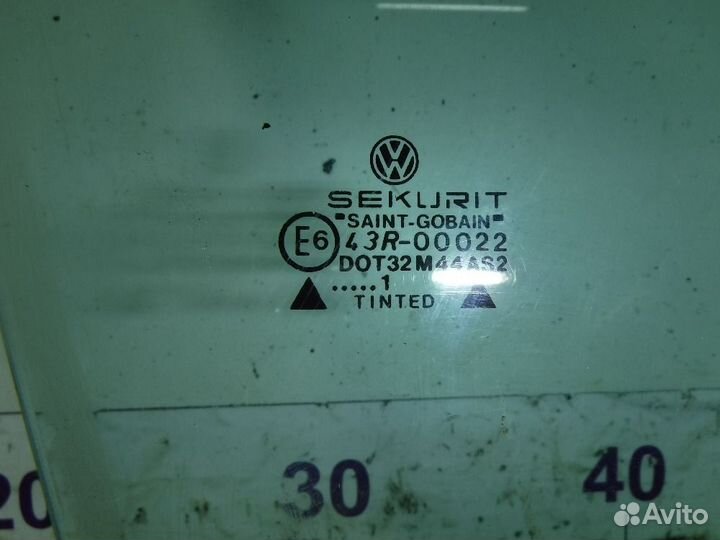 SEKURIT
"SAINT-GOBAIN"
E6 43R-00022
DOT32 M44AS2
.....1
TINTED
20 30 40
Avito